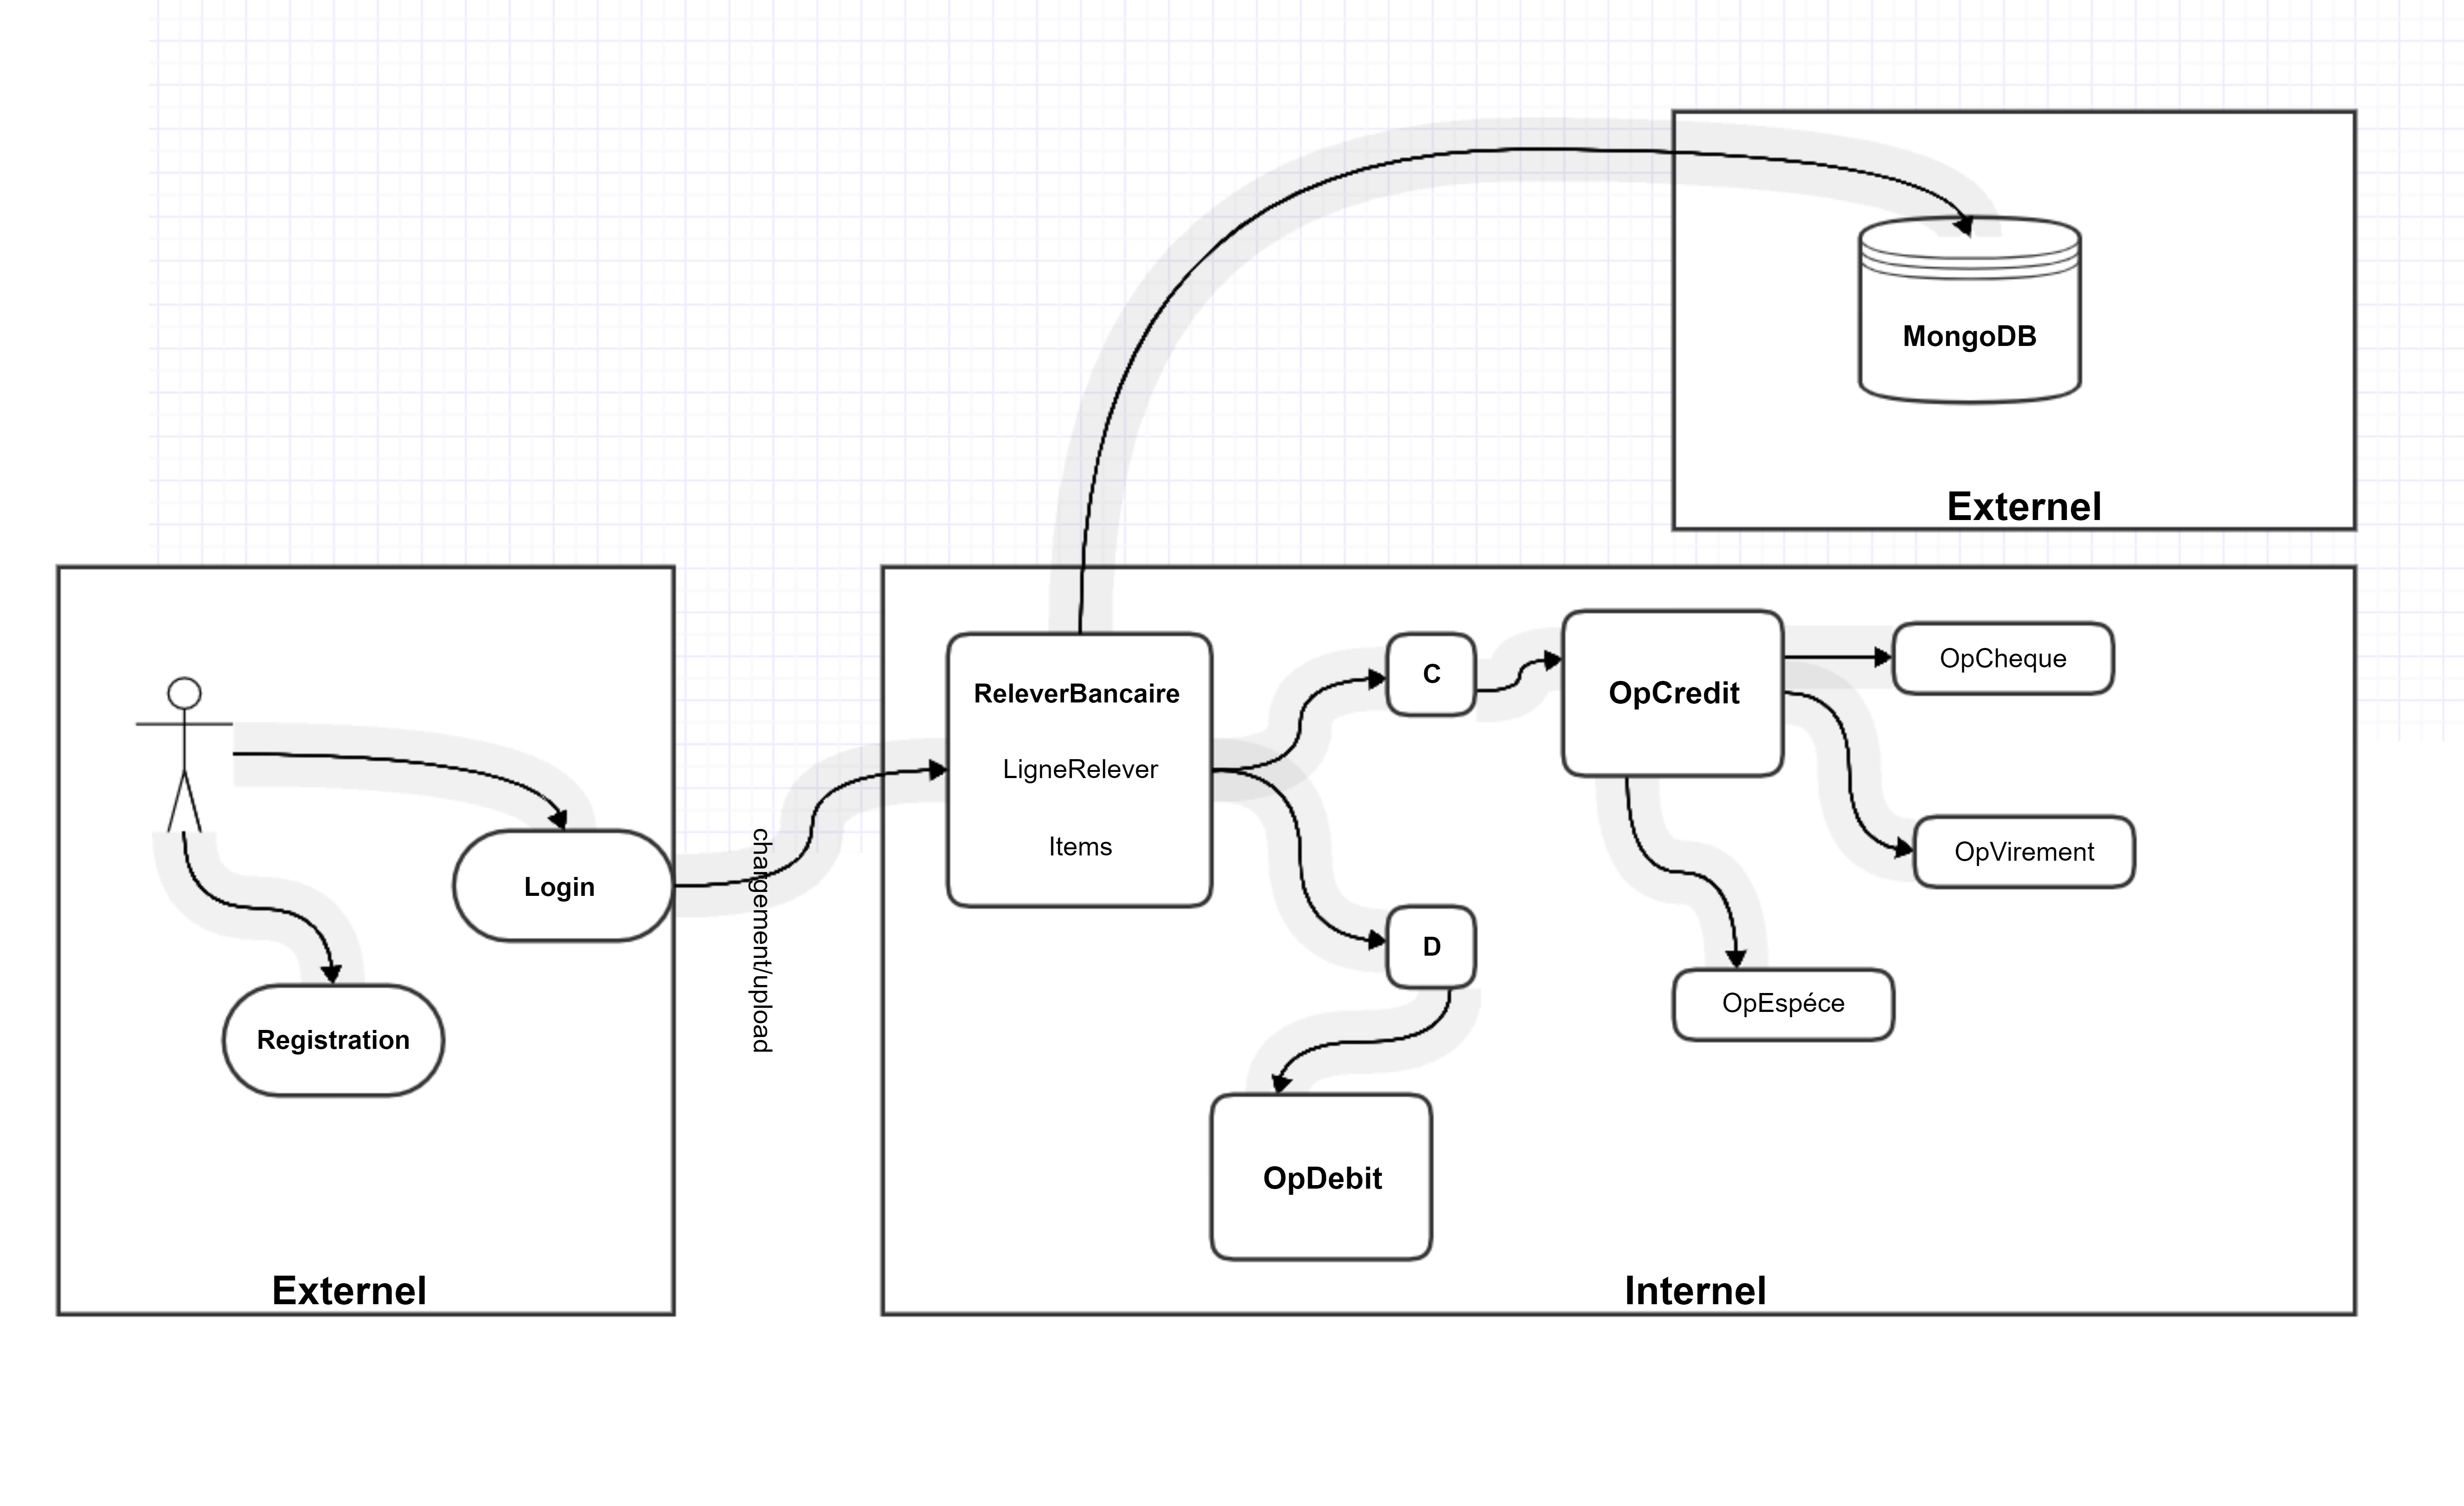 MongoDB
Externel
Login
Registration
Externel
chargement/upload
ReleverBancaire
LigneRelever
Items
C
D
OpCredit
OpCheque
OpVirement
OpEspéce
OpDebit
Internel